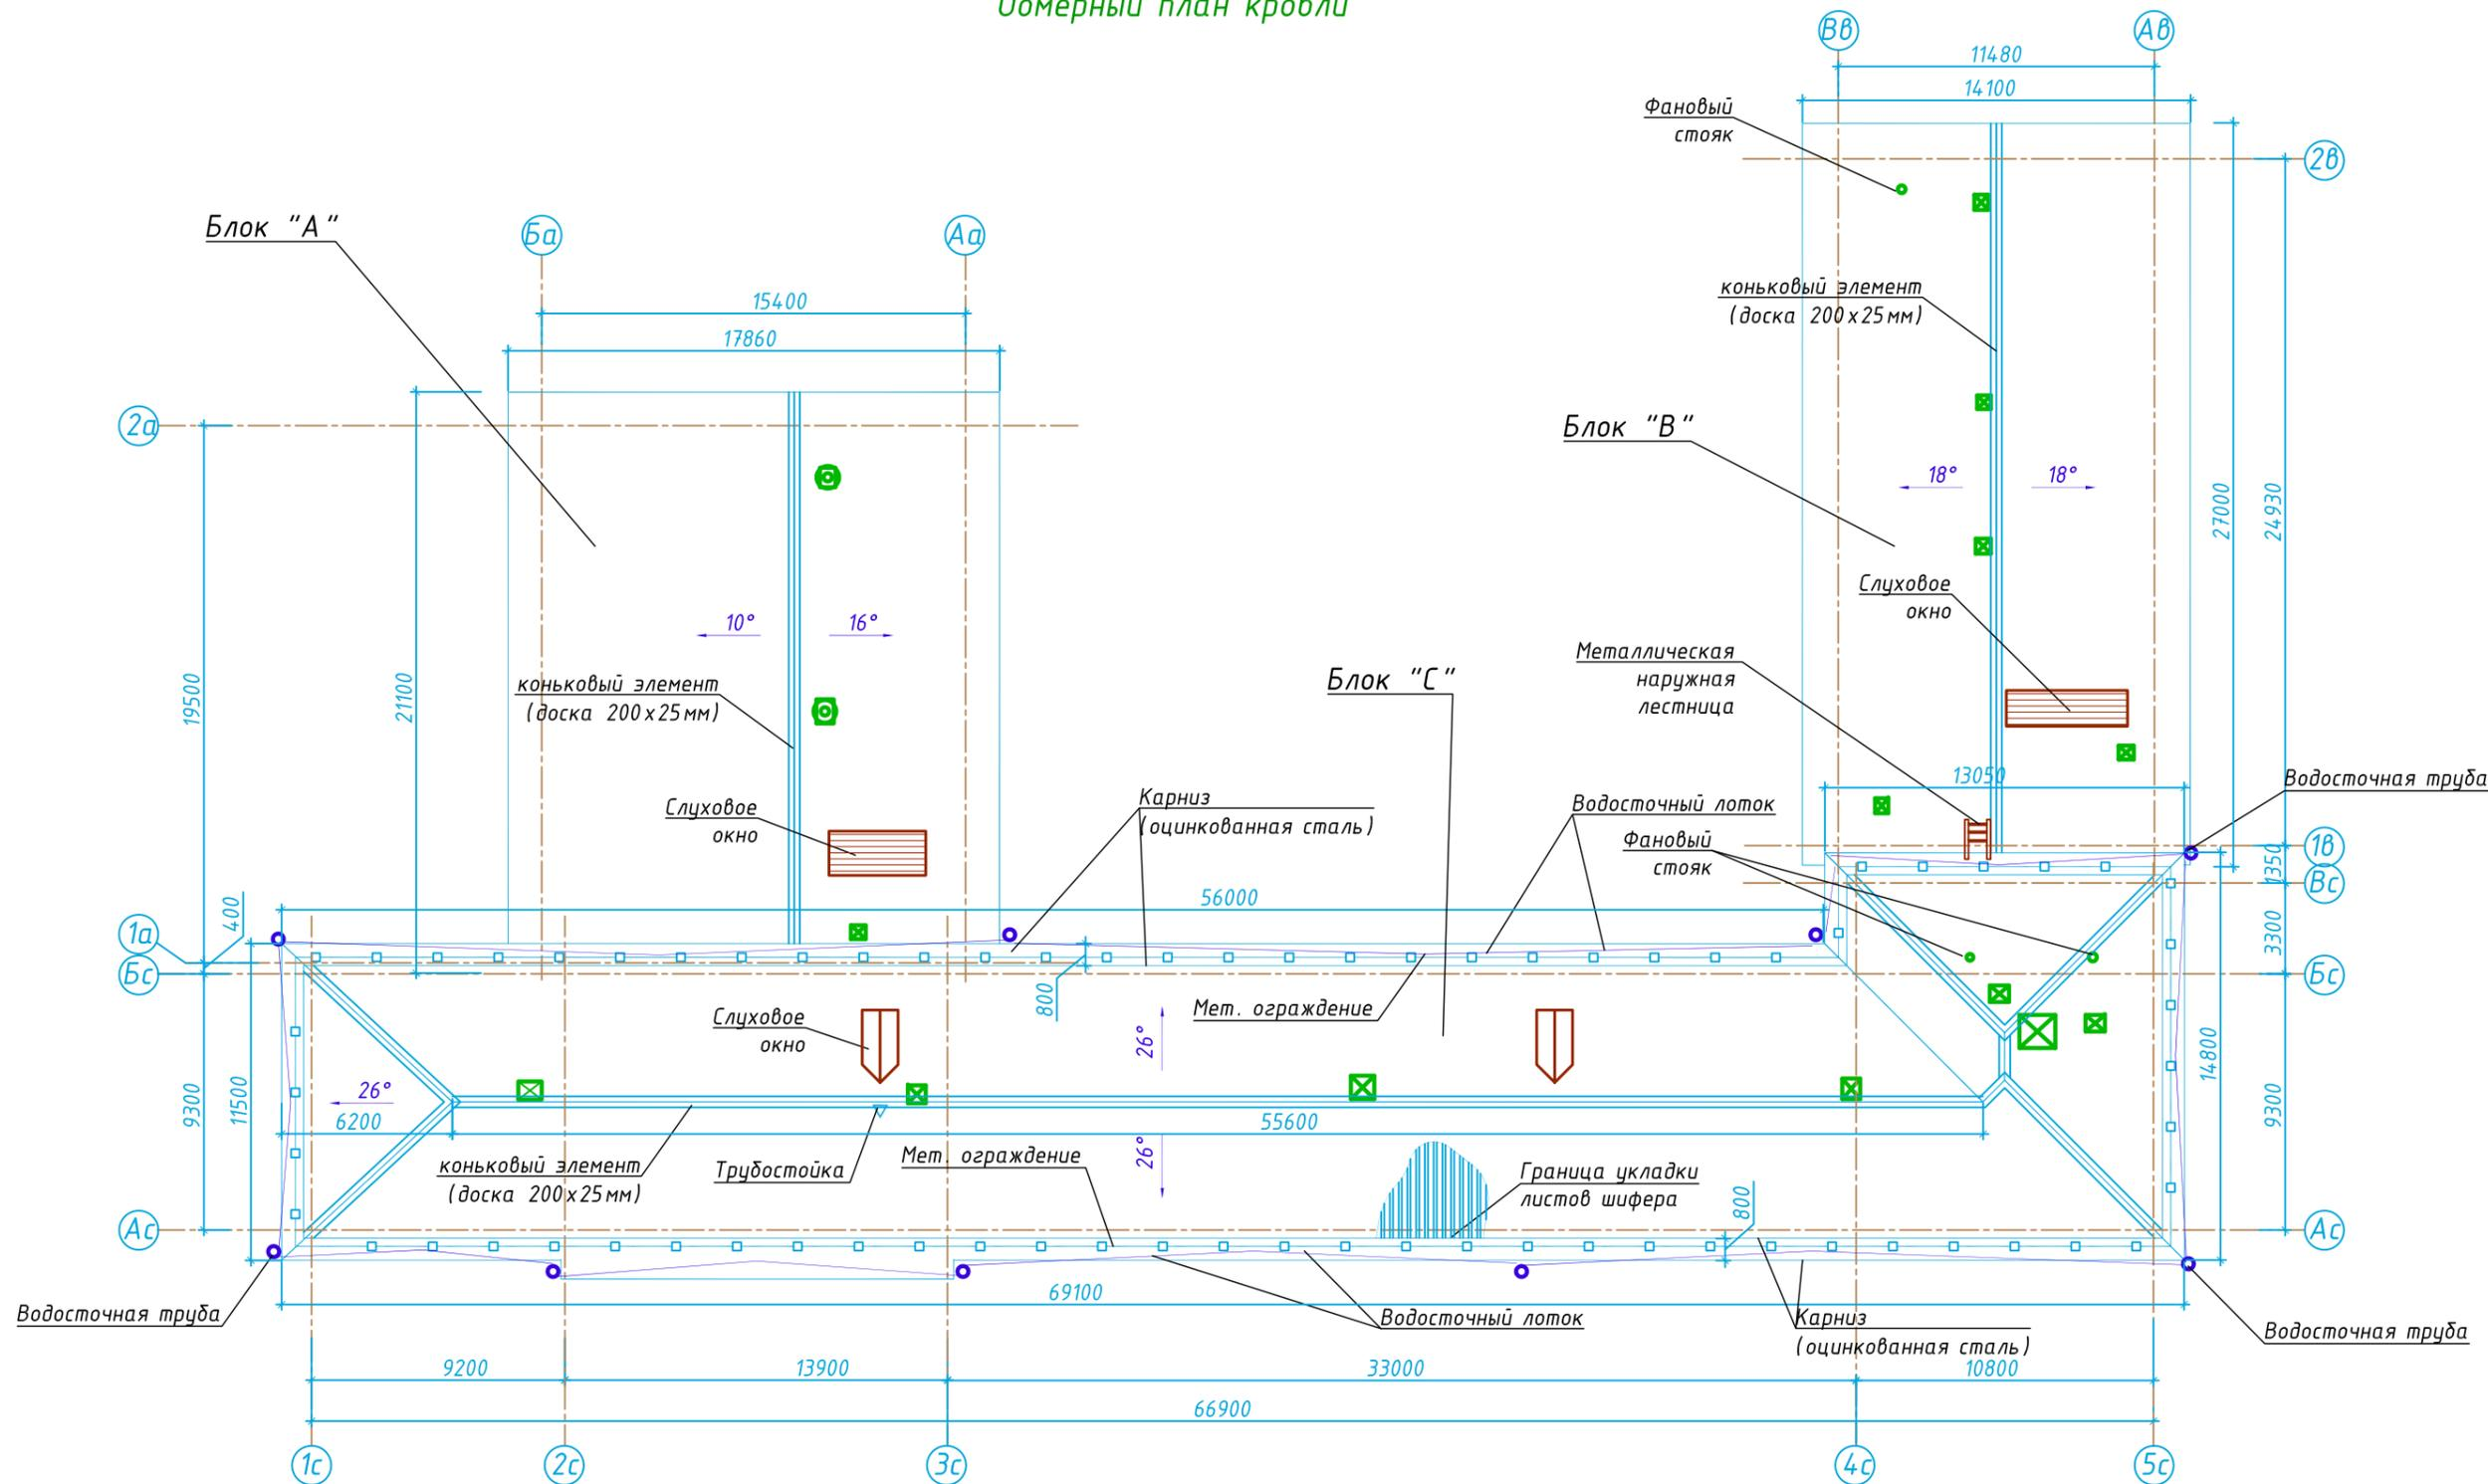 Обмерный план кровли
Вв
Ав
11480
14100
Фановый
стояк
2в
Блок "А"
Ба
Аа
15400
17860
коньковый элемент
(доска 200х25мм)
2а
Блок "В"
18°
18°
27000
24930
Слуховое
окно
10°
16°
19500
21100
коньковый элемент
(доска 200х25мм)
Блок "С"
Металлическая
наружная
лестница
13050
Водосточная труба
Слуховое
окно
Карниз
(оцинкованная сталь)
Водосточный лоток
Фановый
стояк
1в
1350
Вс
56000
400
1а
Бс
3300
Бс
800
Мет. ограждение
Слуховое
окно
26°
14800
9300
11500
26°
6200
55600
9300
26°
коньковый элемент
(доска 200х25мм)
Трубостойка
Мет. ограждение
Граница укладки
листов шифера
800
Ас
Ас
69100
Водосточная труба
Водосточный лоток
Карниз
(оцинкованная сталь)
Водосточная труба
9200
13900
33000
10800
66900
1с
2с
3с
4с
5с